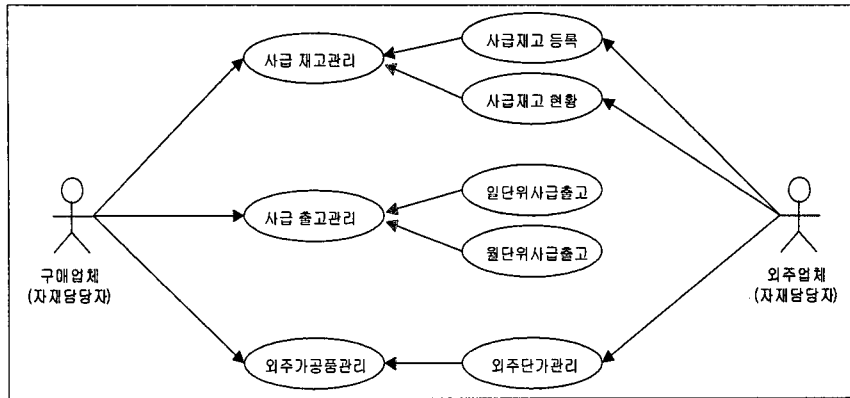 사급재고 등록
사급 재고관리
사급재고 현황
일단위사급출고
사급 출고관리
월단위사급출고
구매업체
(자재담당자)
외주업체
(자재담당자)
외주가공품관리
외주단가관리